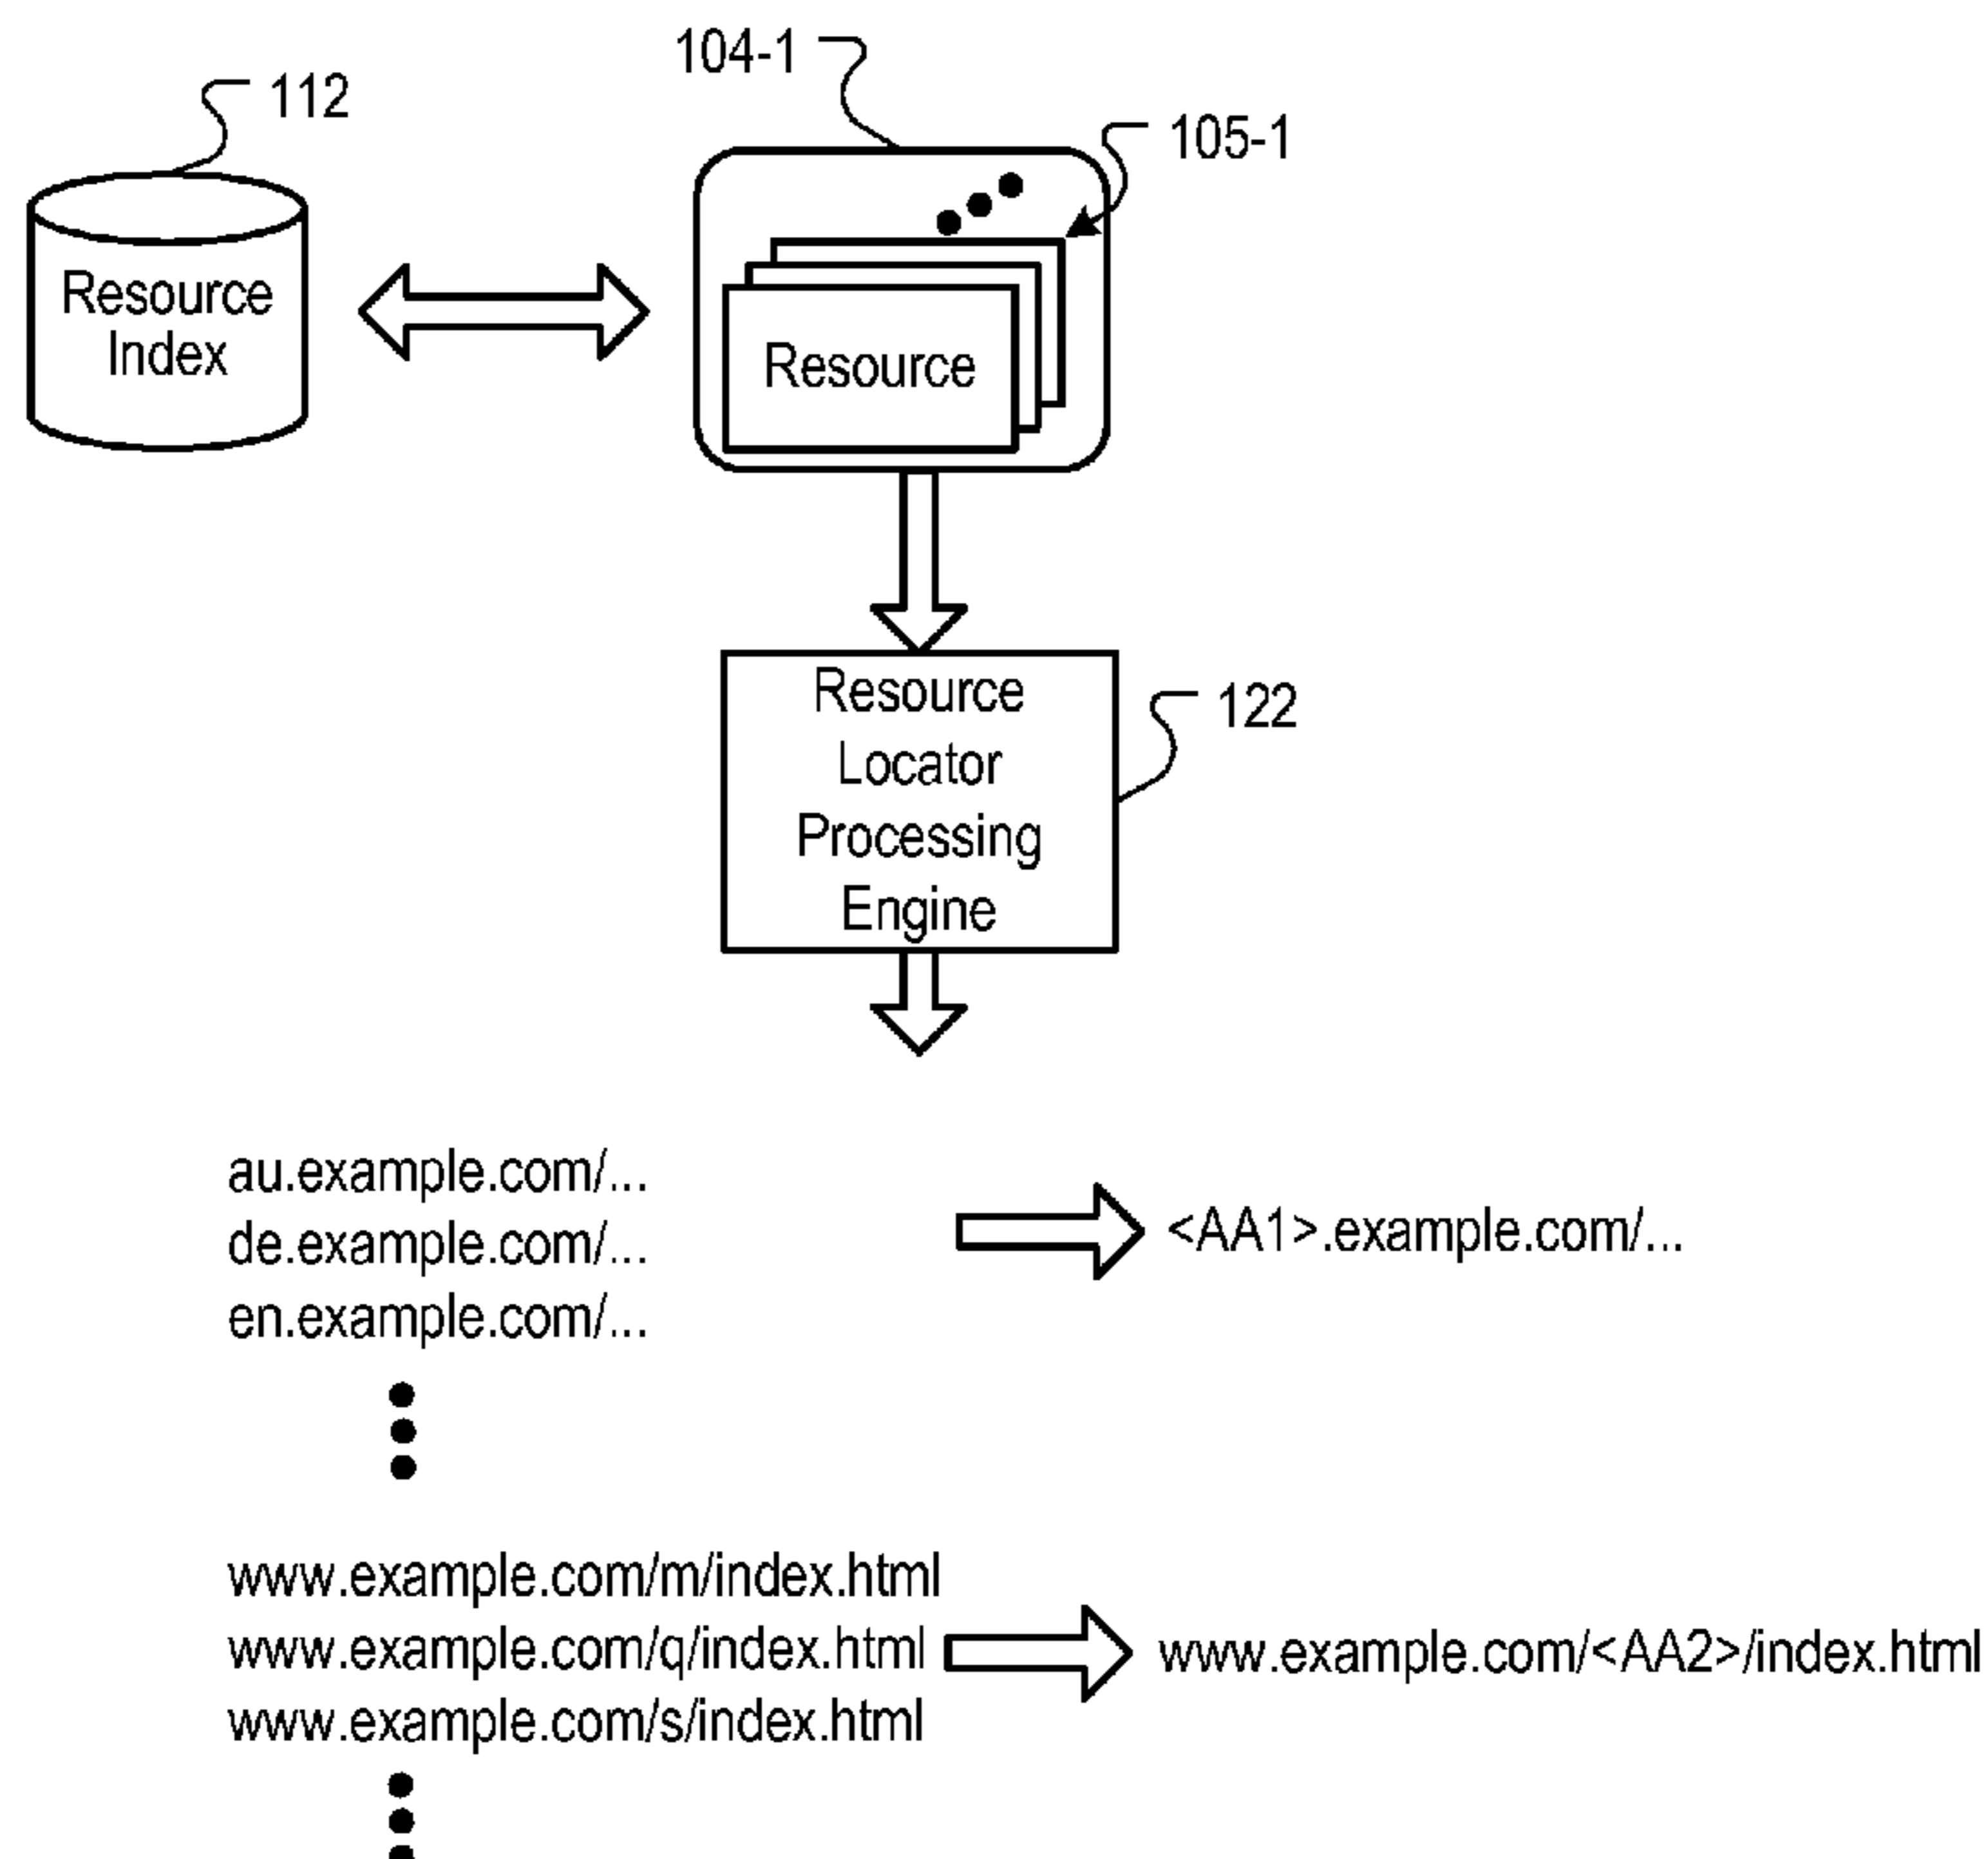 104-1
112
105-1
Resource
Index
Resource
Resource
Locator
Processing
Engine
122
au.example.com/...
de.example.com/...
en.example.com/...
<AA1>.example.com/...
www.example.com/m/index.html
www.example.com/q/index.html
www.example.com/s/index.html
www.example.com/<AA2>/index.html